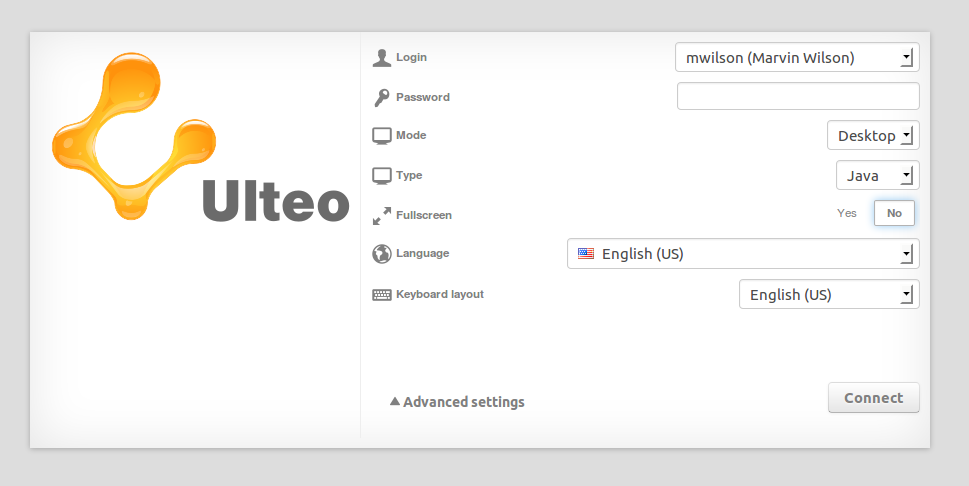 Ulteo
Login mwilson (Marvin Wilson)
Password
Mode Desktop
Type Java
Fullscreen Yes No
Language English (US)
Keyboard layout English (US)
Advanced settings Connect